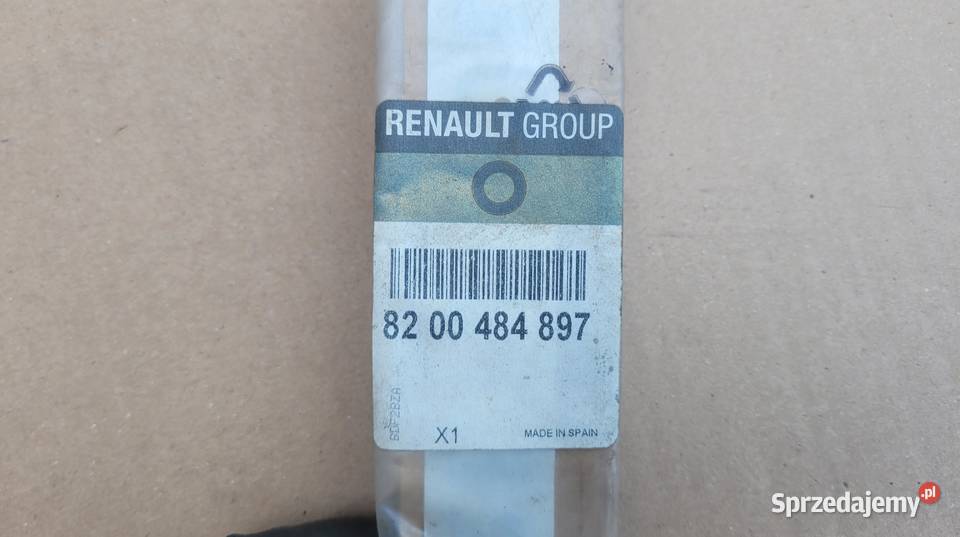 RENAULT GROUP
82 00 484 897
X1
MADE IN SPAIN
Sprzedajemy.pl